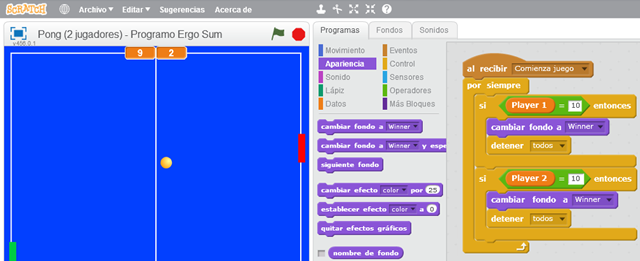 SCRATCH Archivo Editar Sugerencias Acerca de
Pong (2 jugadores) - Programo Ergo Sum
v456.0.1
9 2
Programas Fondos Sonidos
Movimiento
Apariencia
Sonido
Lápiz
Datos
Eventos
Control
Sensores
Operadores
Más Bloques
cambiar fondo a Winner
cambiar fondo a Winner y espe
siguiente fondo
cambiar efecto color por 25
establecer efecto color a 0
quitar efectos gráficos
nombre de fondo
al recibir Comienza juego
por siempre
si Player 1 = 10 entonces
cambiar fondo a Winner
detener todos
si Player 2 = 10 entonces
cambiar fondo a Winner
detener todos